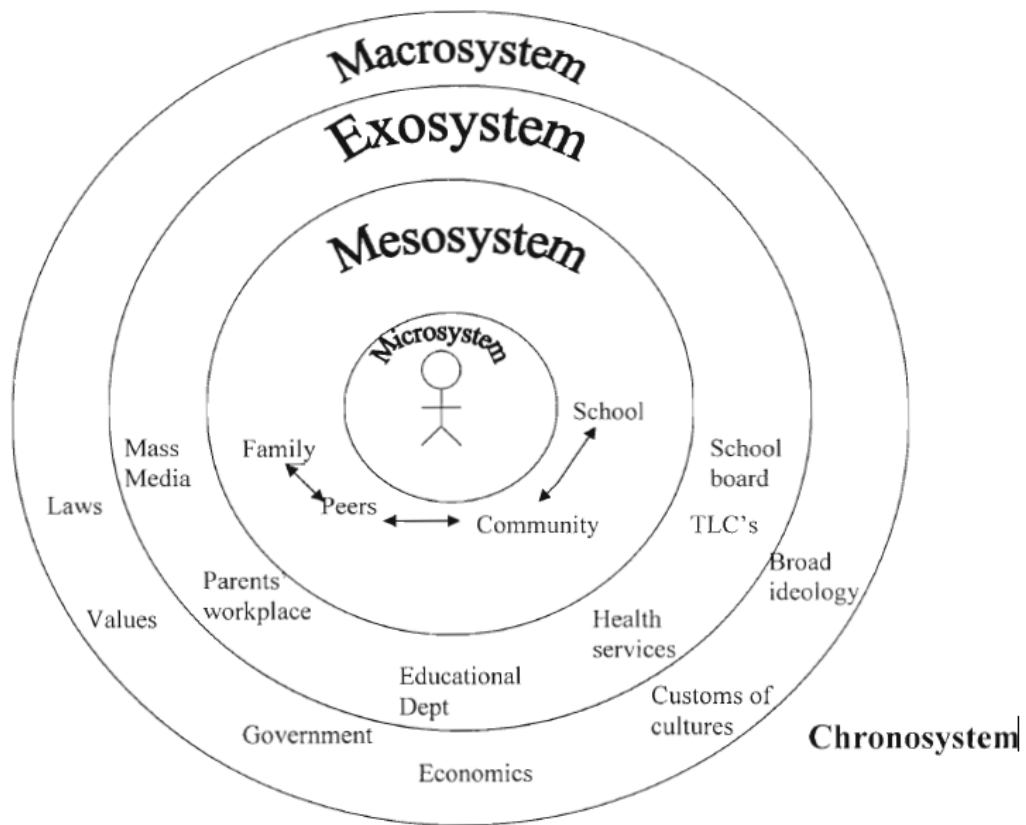 Macrosystem
Exosystem
Mesosystem
Microsystem
School
Family
Peers
Community
Mass
Media
School
board
Laws
TLC's
Parents'
workplace
Broad
ideology
Values
Health
services
Educational
Dept
Customs of
cultures
Government
Economics
Chronosystem